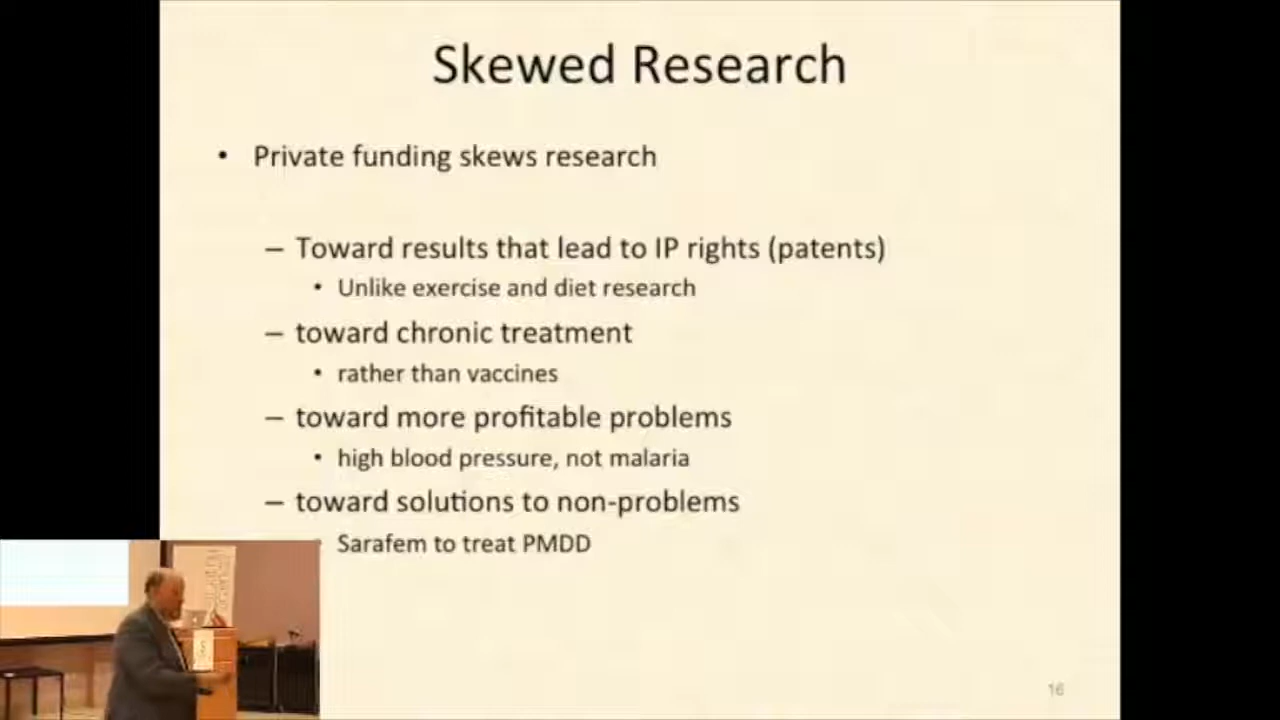 Skewed Research
• Private funding skews research
– Toward results that lead to IP rights (patents)
• Unlike exercise and diet research
– toward chronic treatment
• rather than vaccines
– toward more profitable problems
• high blood pressure, not malaria
– toward solutions to non-problems
Sarafem to treat PMDD
16